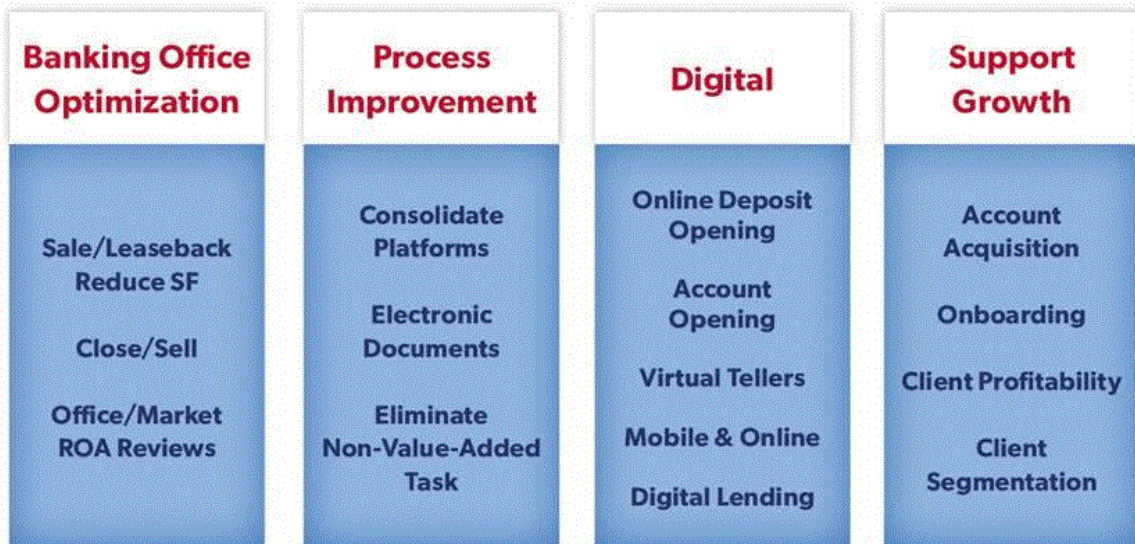 Banking Office
Optimization
Sale/Leaseback
Reduce SF
Close/Sell
Office/Market
ROA Reviews
Process
Improvement
Consolidate
Platforms
Electronic
Documents
Eliminate
Non-Value-Added
Task
Digital
Online Deposit
Opening
Account
Opening
Virtual Tellers
Mobile & Online
Digital Lending
Support
Growth
Account
Acquisition
Onboarding
Client Profitability
Client
Segmentation